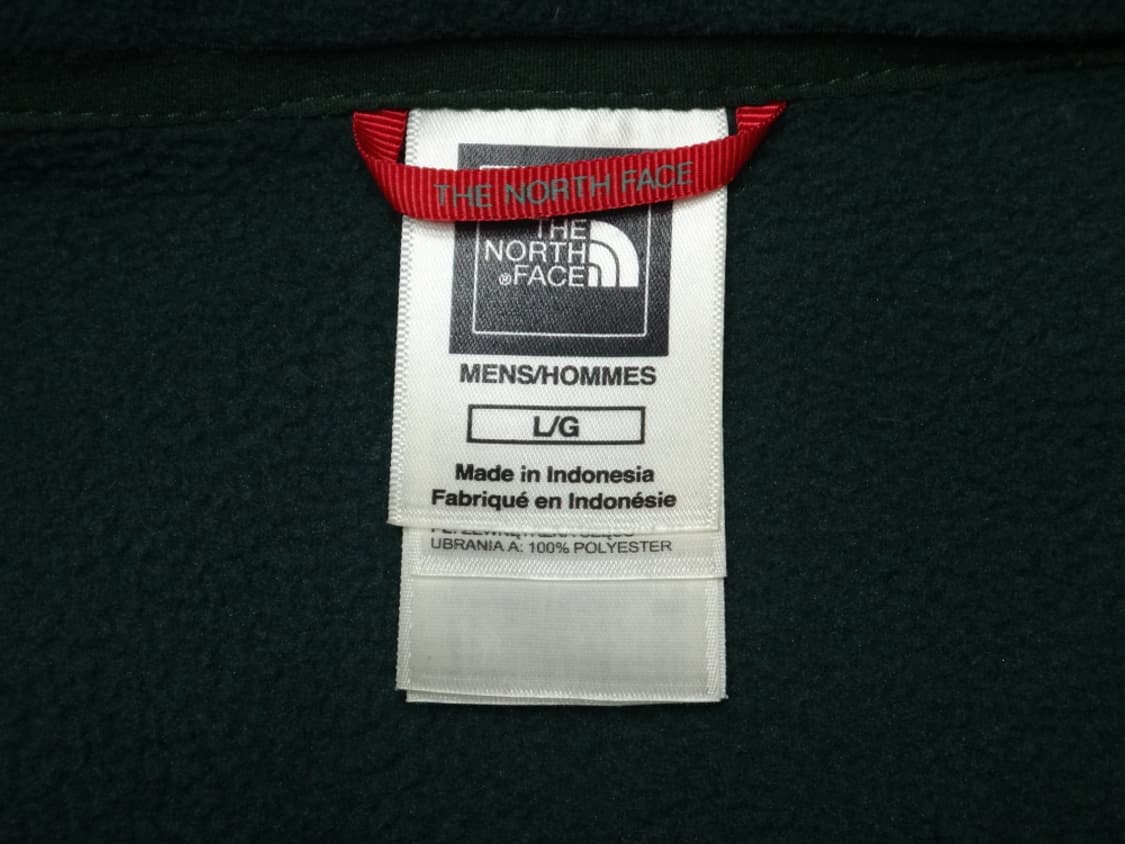 THE NORTH FACE
THE
NORTH
®FACE
MENS/HOMMES
L/G
Made in Indonesia
Fabriqué en Indonésie
UBRANIA A: 100% POLYESTER